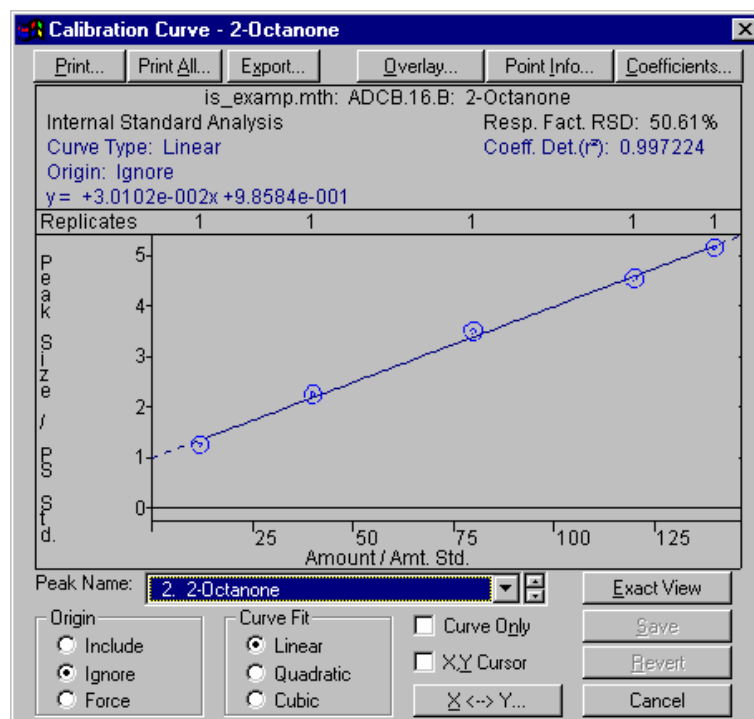 Calibration Curve - 2-Octanone
Print... Print All... Export... Overlay... Point Info... Coefficients...
is_examp.mth: ADCB.16.B: 2-Octanone
Internal Standard Analysis Resp. Fact. RSD: 50.61%
Curve Type: Linear Coeff. Det.(r²): 0.997224
Origin: Ignore
y = +3.0102e-002x +9.8584e-001
Replicates 1 1 1 1 1
Peak Size / PS Std.
5
4
3
2
1
0
25 50 75 100 125
Amount / Amt. Std.
Peak Name: 2. 2-Octanone Exact View
Origin Curve Fit Curve Only Save
Include Linear
Ignore Quadratic X,Y Cursor Revert
Force Cubic X <--> Y... Cancel